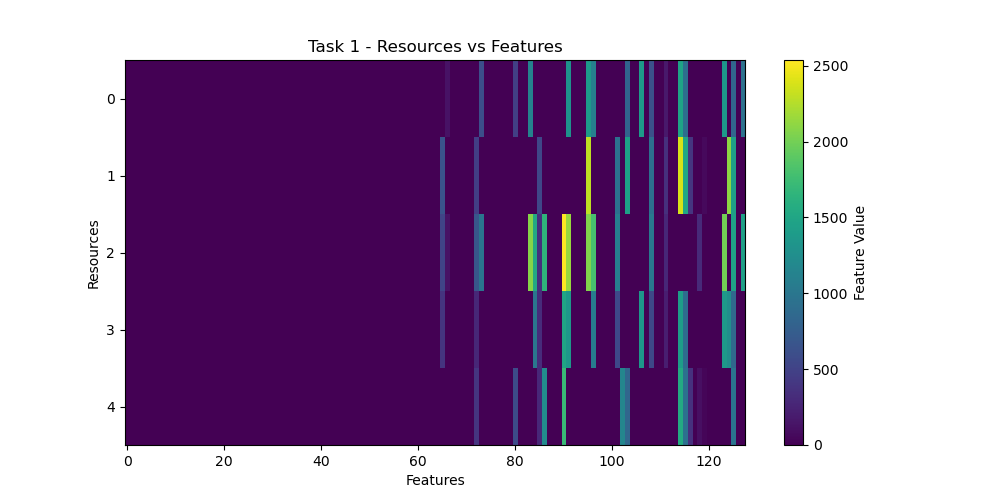 Task 1 - Resources vs Features
Resources
0
1
2
3
4
0 20 40 60 80 100 120
Features
2500
2000
1500
1000
500
0
Feature Value